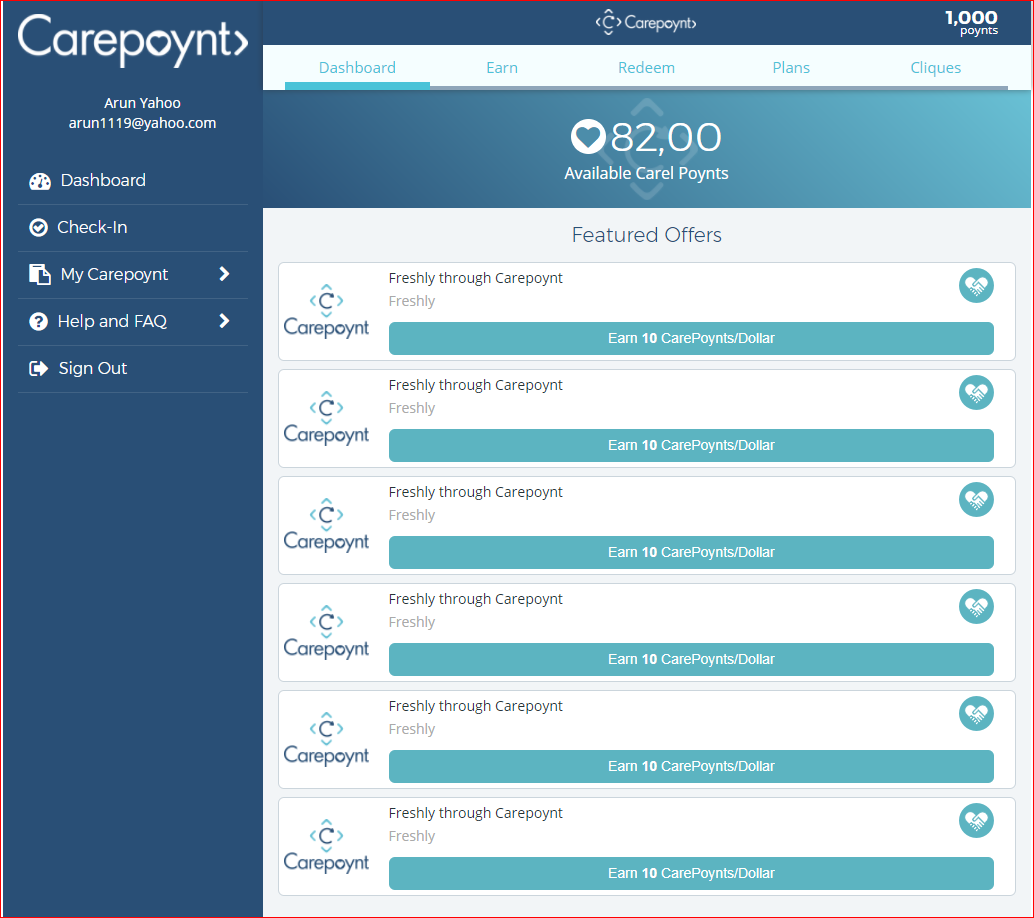 Carepoynt
Arun Yahoo
arun1119@yahoo.com
Dashboard
Check-In
My Carepoynt
Help and FAQ
Sign Out
Carepoynt
1,000
poynts
Dashboard Earn Redeem Plans Cliques
82,00
Available Carel Poynts
Featured Offers
Carepoynt
Freshly through Carepoynt
Freshly
Earn 10 CarePoynts/Dollar
Carepoynt
Freshly through Carepoynt
Freshly
Earn 10 CarePoynts/Dollar
Carepoynt
Freshly through Carepoynt
Freshly
Earn 10 CarePoynts/Dollar
Carepoynt
Freshly through Carepoynt
Freshly
Earn 10 CarePoynts/Dollar
Carepoynt
Freshly through Carepoynt
Freshly
Earn 10 CarePoynts/Dollar
Carepoynt
Freshly through Carepoynt
Freshly
Earn 10 CarePoynts/Dollar